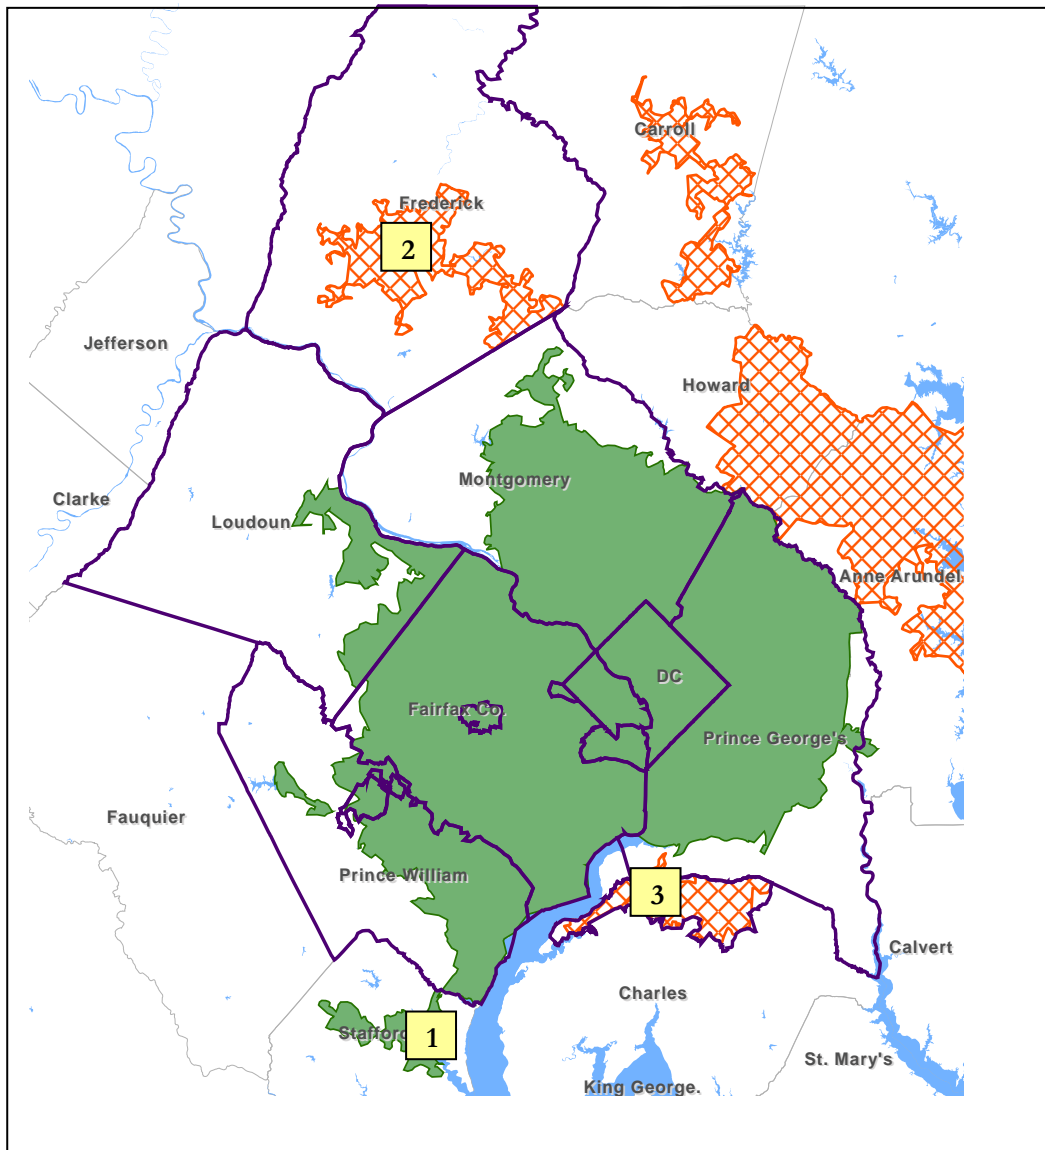 Carroll
Frederick
2
Jefferson
Howard
Montgomery
Clarke
Loudoun
Anne Arundel
DC
Fairfax Co.
Prince George's
Fauquier
Prince William
3
Calvert
Charles
Stafford
1
St. Mary's
King George.